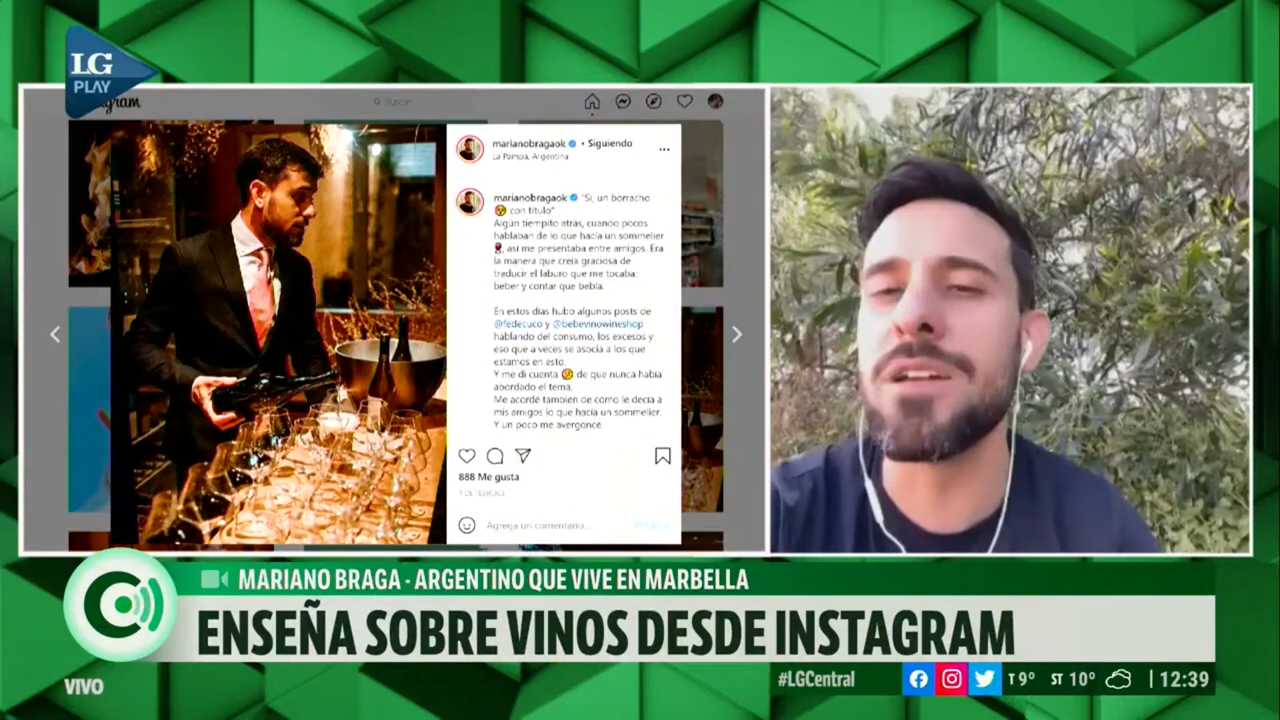 LG
PLAY
Buscar
marianobragaok • Siguiendo
La Pampa, Argentina
marianobragaok "Si, un borracho
con título"
Algún tiempito atrás, cuando pocos
hablaban de lo que hacía un sommelier
, así me presentaba entre amigos. Era
la manera que creía graciosa de
traducir el laburo que me tocaba:
beber y contar que bebía.
En estos días hubo algunos posts de
@fedecuco y @bebevinowineshop
hablando del consumo, los excesos y
eso que a veces se asocia a los que
estamos en esto.
Y me di cuenta de que nunca había
abordado el tema.
Me acordé también de cómo le decía a
mis amigos lo que hacía un sommelier.
Y un poco me avergoncé.
888 Me gusta
1 DE FEBRERO
Agrega un comentario...
MARIANO BRAGA - ARGENTINO QUE VIVE EN MARBELLA
ENSEÑA SOBRE VINOS DESDE INSTAGRAM
VIVO
#LGCentral
T 9° ST 10° | 12:39